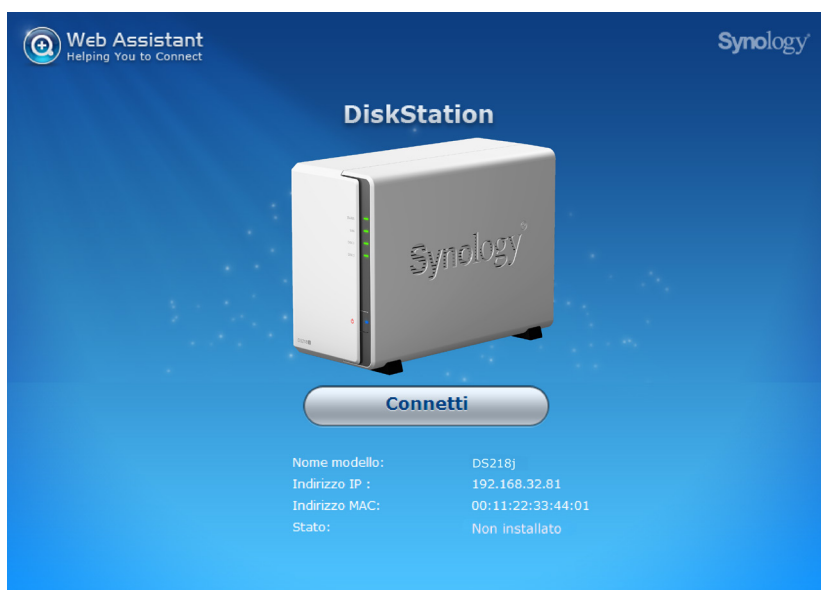 Web Assistant
Helping You to Connect
Synology
DiskStation
Synology
Connetti
Nome modello: DS218j
Indirizzo IP : 192.168.32.81
Indirizzo MAC: 00:11:22:33:44:01
Stato: Non installato